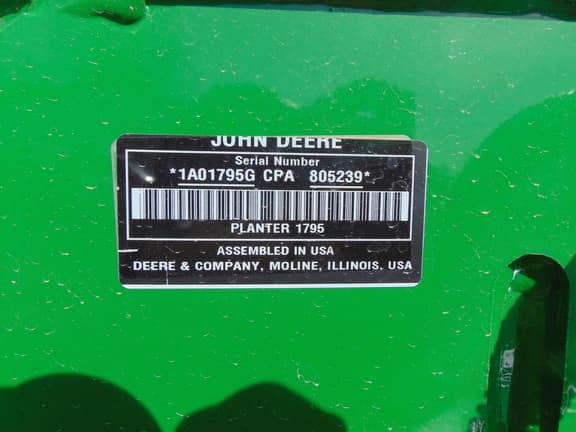 JOHN DEERE
Serial Number
*1A01795G CPA 805239*
PLANTER 1795
ASSEMBLED IN USA
DEERE & COMPANY, MOLINE, ILLINOIS, USA